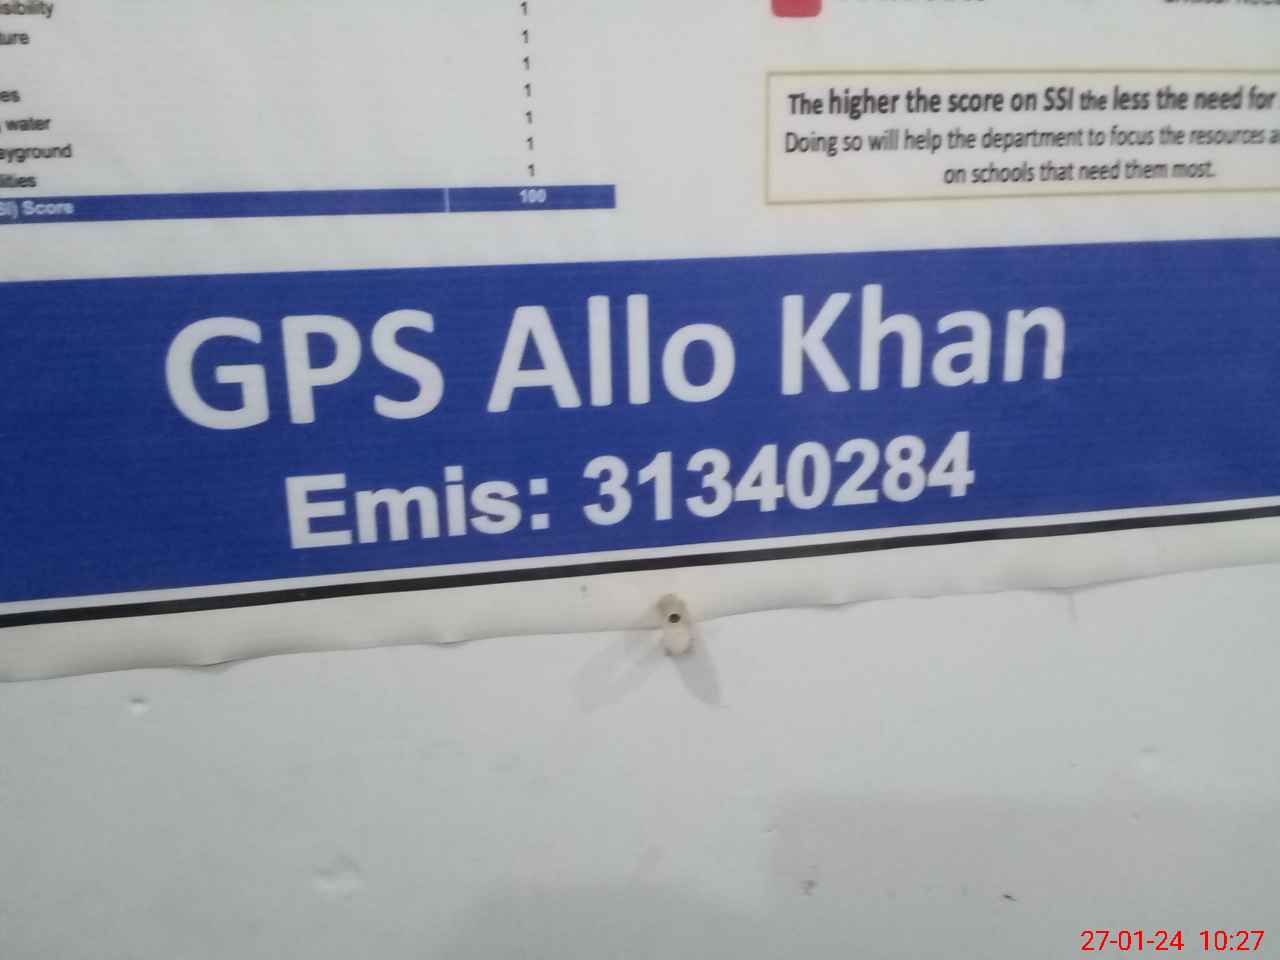 1
1
1
1
water 1
1
1
Score 100
The higher the score on SSI the less the need for
Doing so will help the department to focus the resources
on schools that need them most.
GPS Allo Khan
Emis: 31340284
27-01-24 10:27